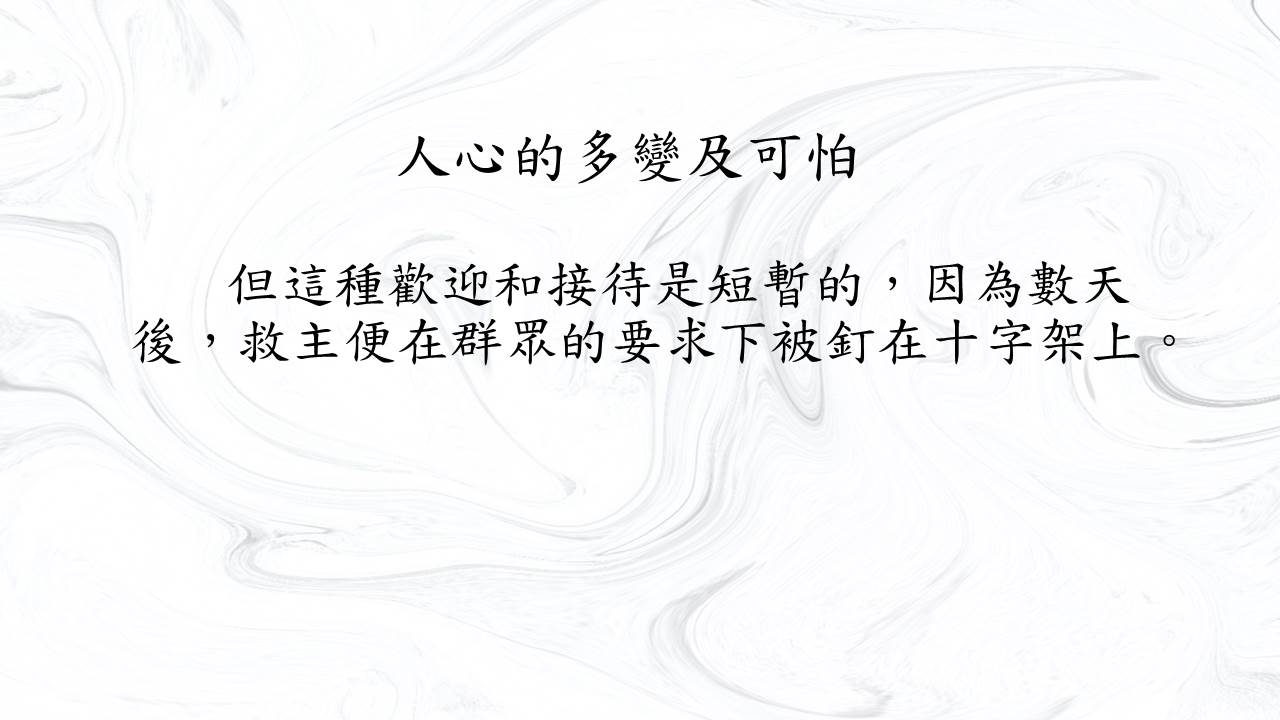 人心的多變及可怕
但這種歡迎和接待是短暫的，因為數天
後，救主便在群眾的要求下被釘在十字架上。